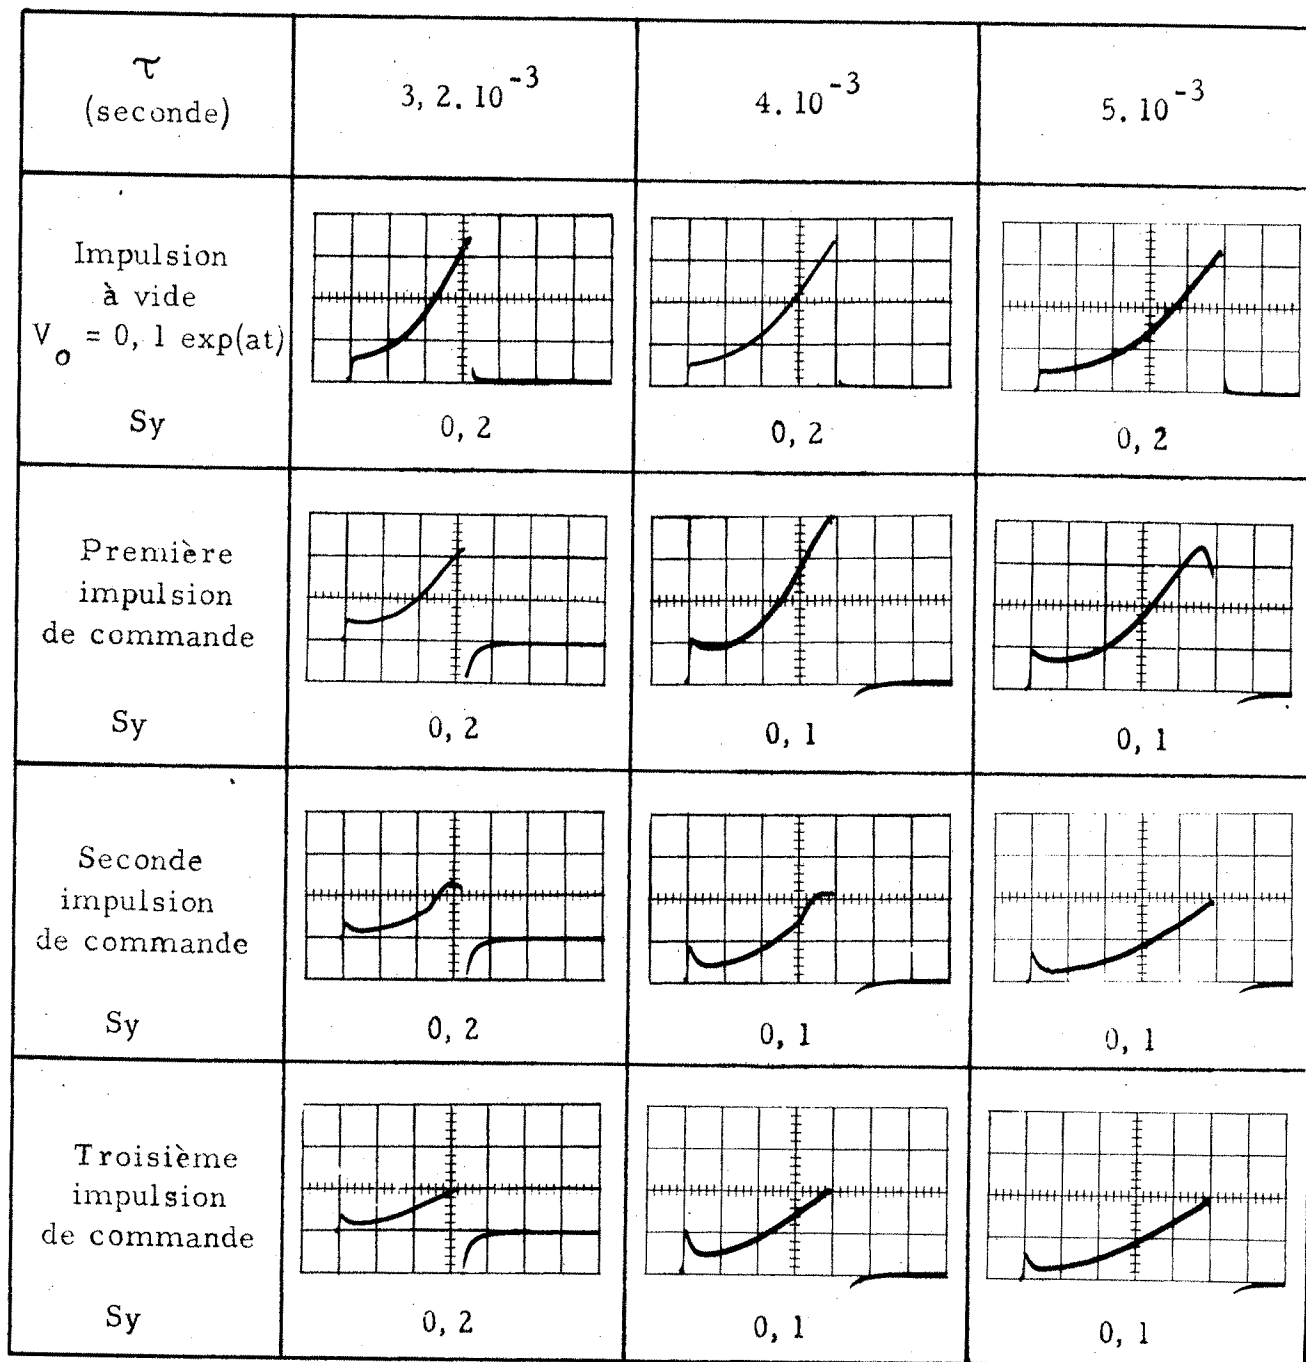 τ
(seconde)
3, 2. 10⁻³
4. 10⁻³
5. 10⁻³
Impulsion
à vide
Vₒ = 0, 1 exp(at)
Sy
0, 2
0, 2
0, 2
Première
impulsion
de commande
Sy
0, 2
0, 1
0, 1
Seconde
impulsion
de commande
Sy
0, 2
0, 1
0, 1
Troisième
impulsion
de commande
Sy
0, 2
0, 1
0, 1